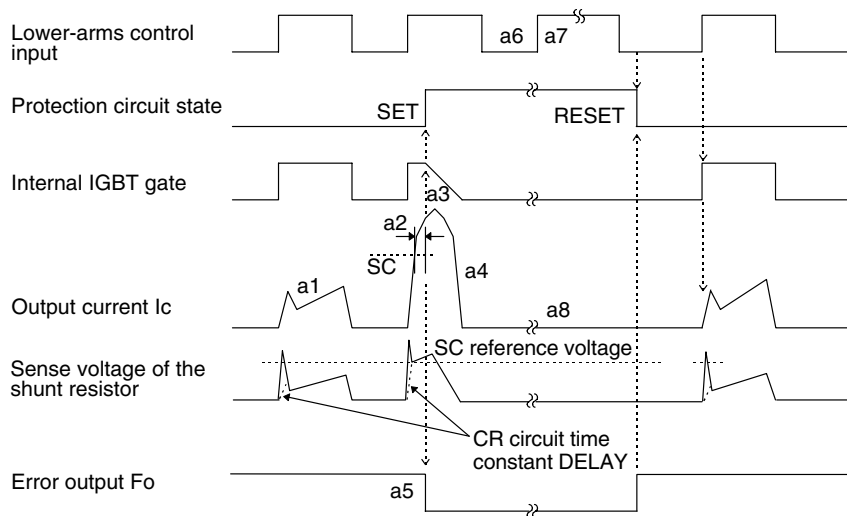 Lower-arms control
input
a6
a7
Protection circuit state
SET
RESET
Internal IGBT gate
a3
a2
SC
a4
a1
Output current Ic
a8
SC reference voltage
Sense voltage of the
shunt resistor
CR circuit time
constant DELAY
Error output Fo
a5